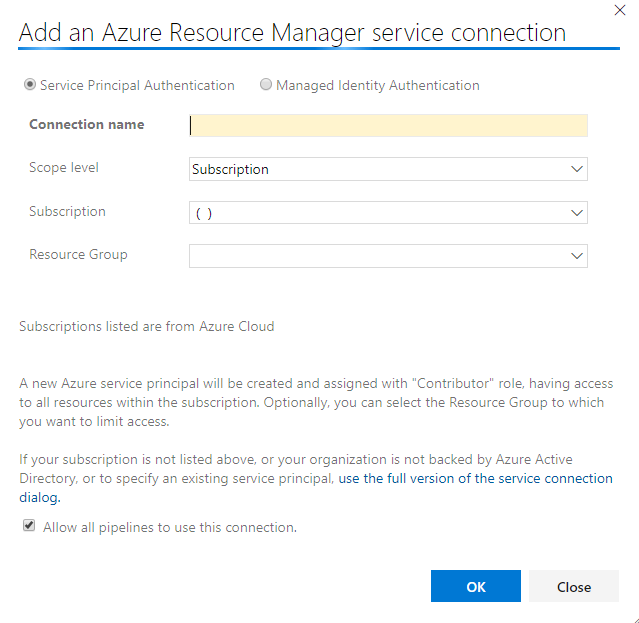 Add an Azure Resource Manager service connection
Service Principal Authentication Managed Identity Authentication
Connection name
Scope level Subscription
Subscription ( )
Resource Group
Subscriptions listed are from Azure Cloud
A new Azure service principal will be created and assigned with "Contributor" role, having access
to all resources within the subscription. Optionally, you can select the Resource Group to which
you want to limit access.
If your subscription is not listed above, or your organization is not backed by Azure Active
Directory, or to specify an existing service principal, use the full version of the service connection
dialog.
Allow all pipelines to use this connection.
OK Close